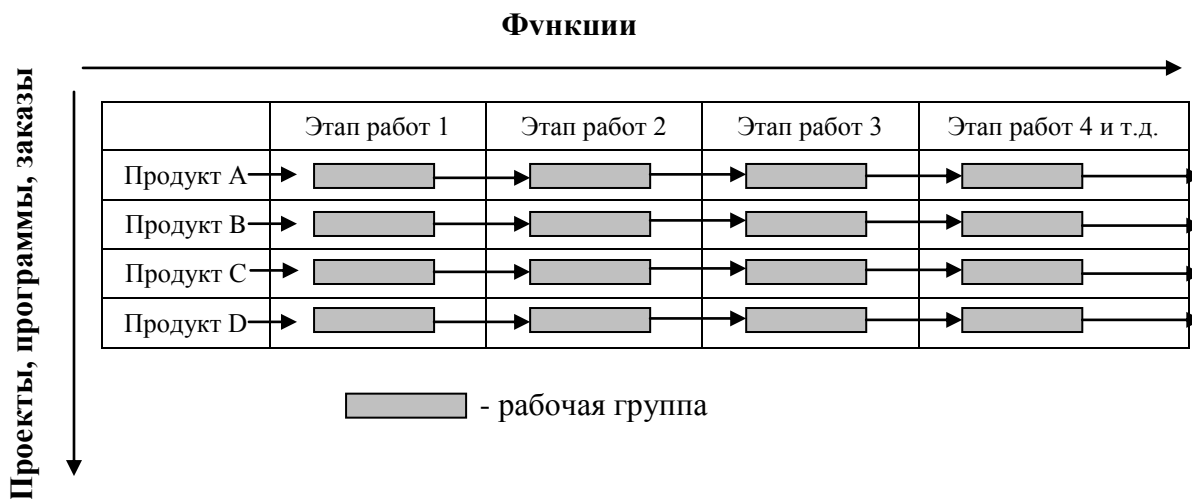 Функции
Проекты, программы, заказы
Этап работ 1 Этап работ 2 Этап работ 3 Этап работ 4 и т.д.
Продукт А
Продукт В
Продукт С
Продукт D
- рабочая группа